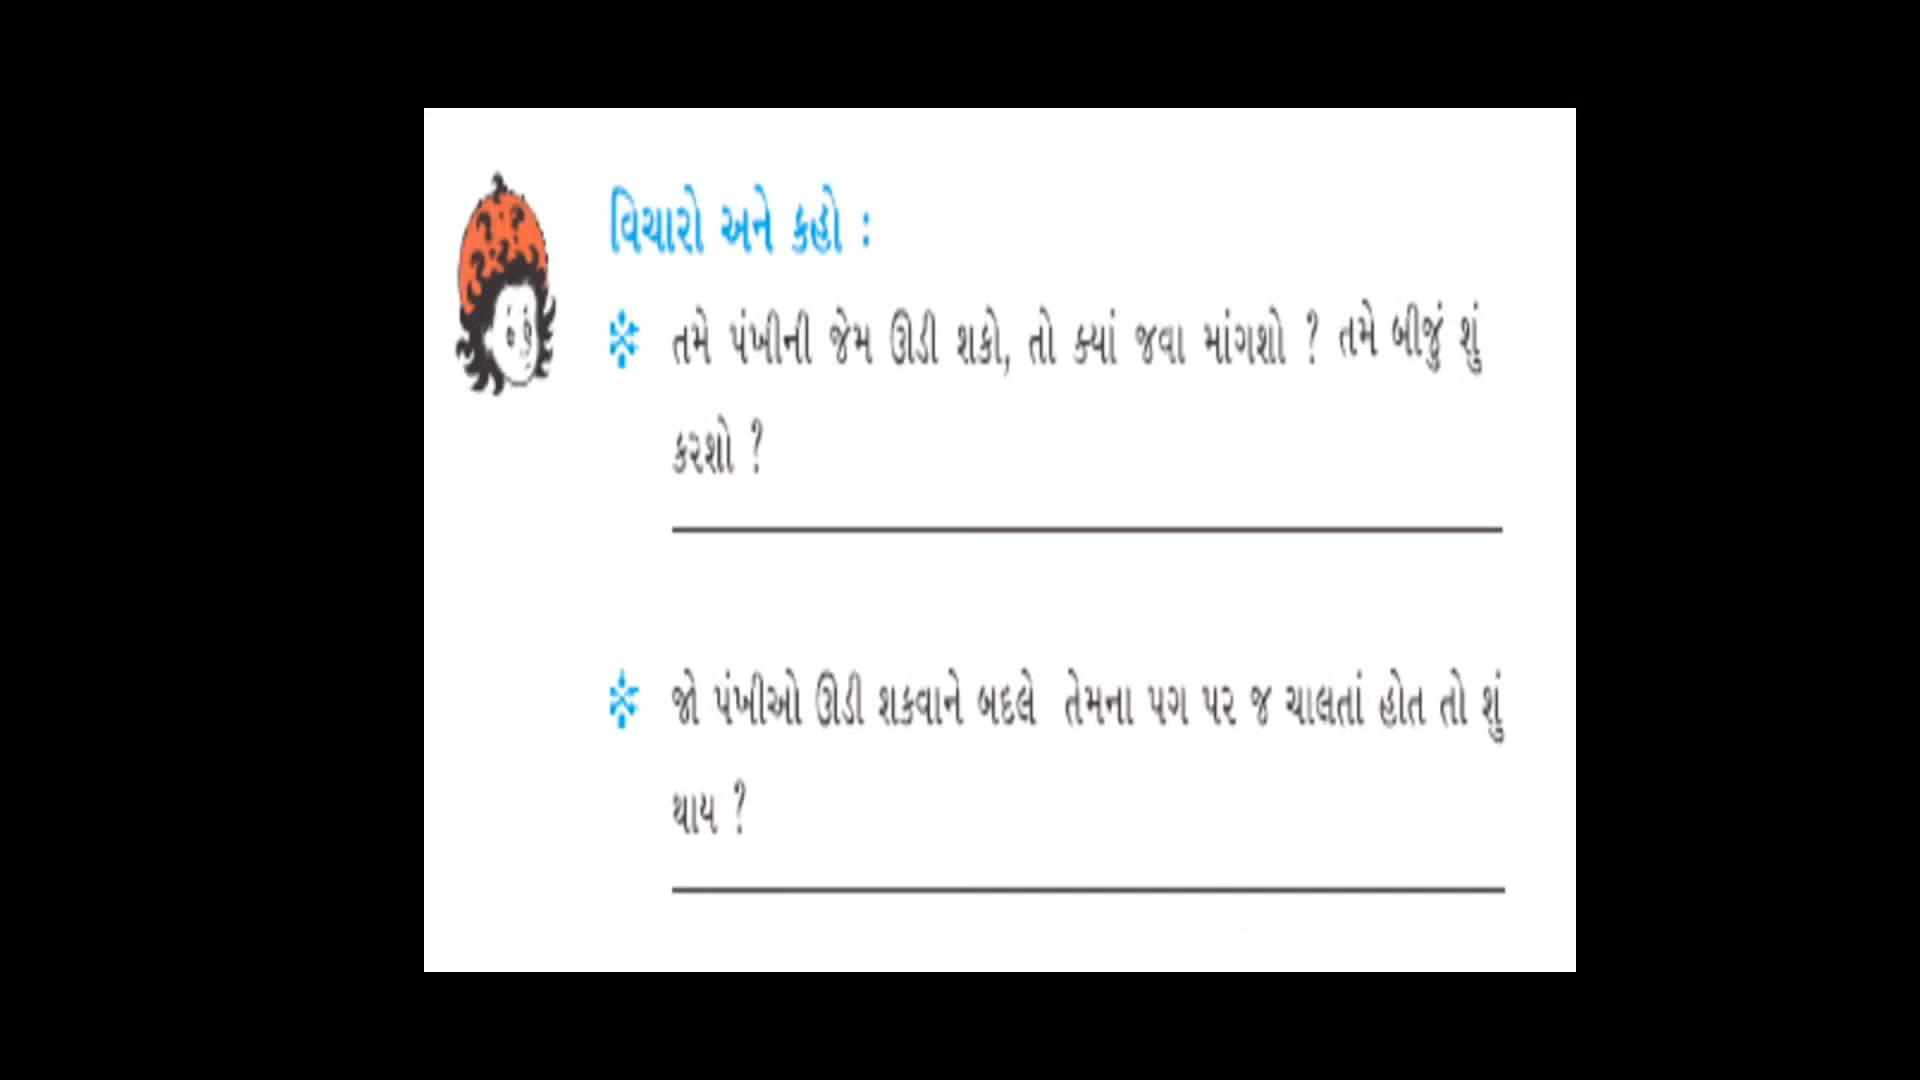 વિચારો અને કહો :
તમે પંખીની જેમ ઊડી શકો, તો ક્યાં જવા માંગશો ? તમે બીજું શું
કરશો ?
જો પંખીઓ ઊડી શકવાને બદલે તેમના પગ પર જ ચાલતાં હોત તો શું
થાય ?